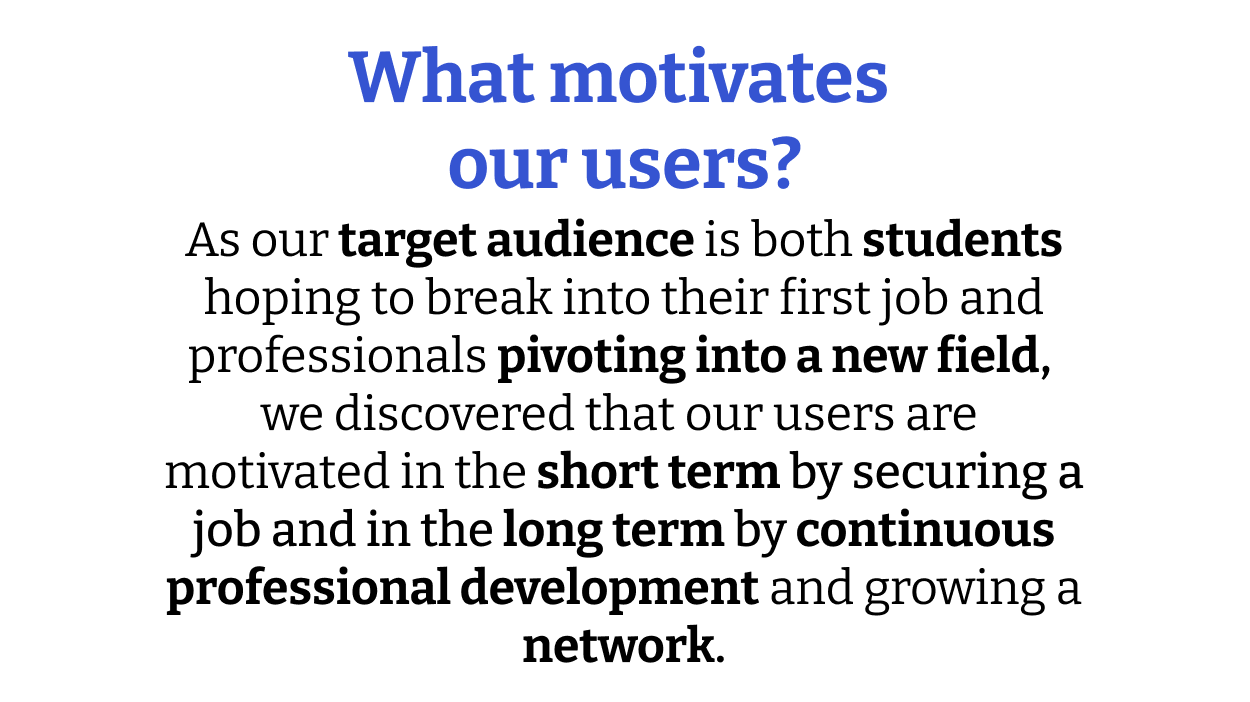 What motivates
our users?
As our target audience is both students
hoping to break into their first job and
professionals pivoting into a new field,
we discovered that our users are
motivated in the short term by securing a
job and in the long term by continuous
professional development and growing a
network.